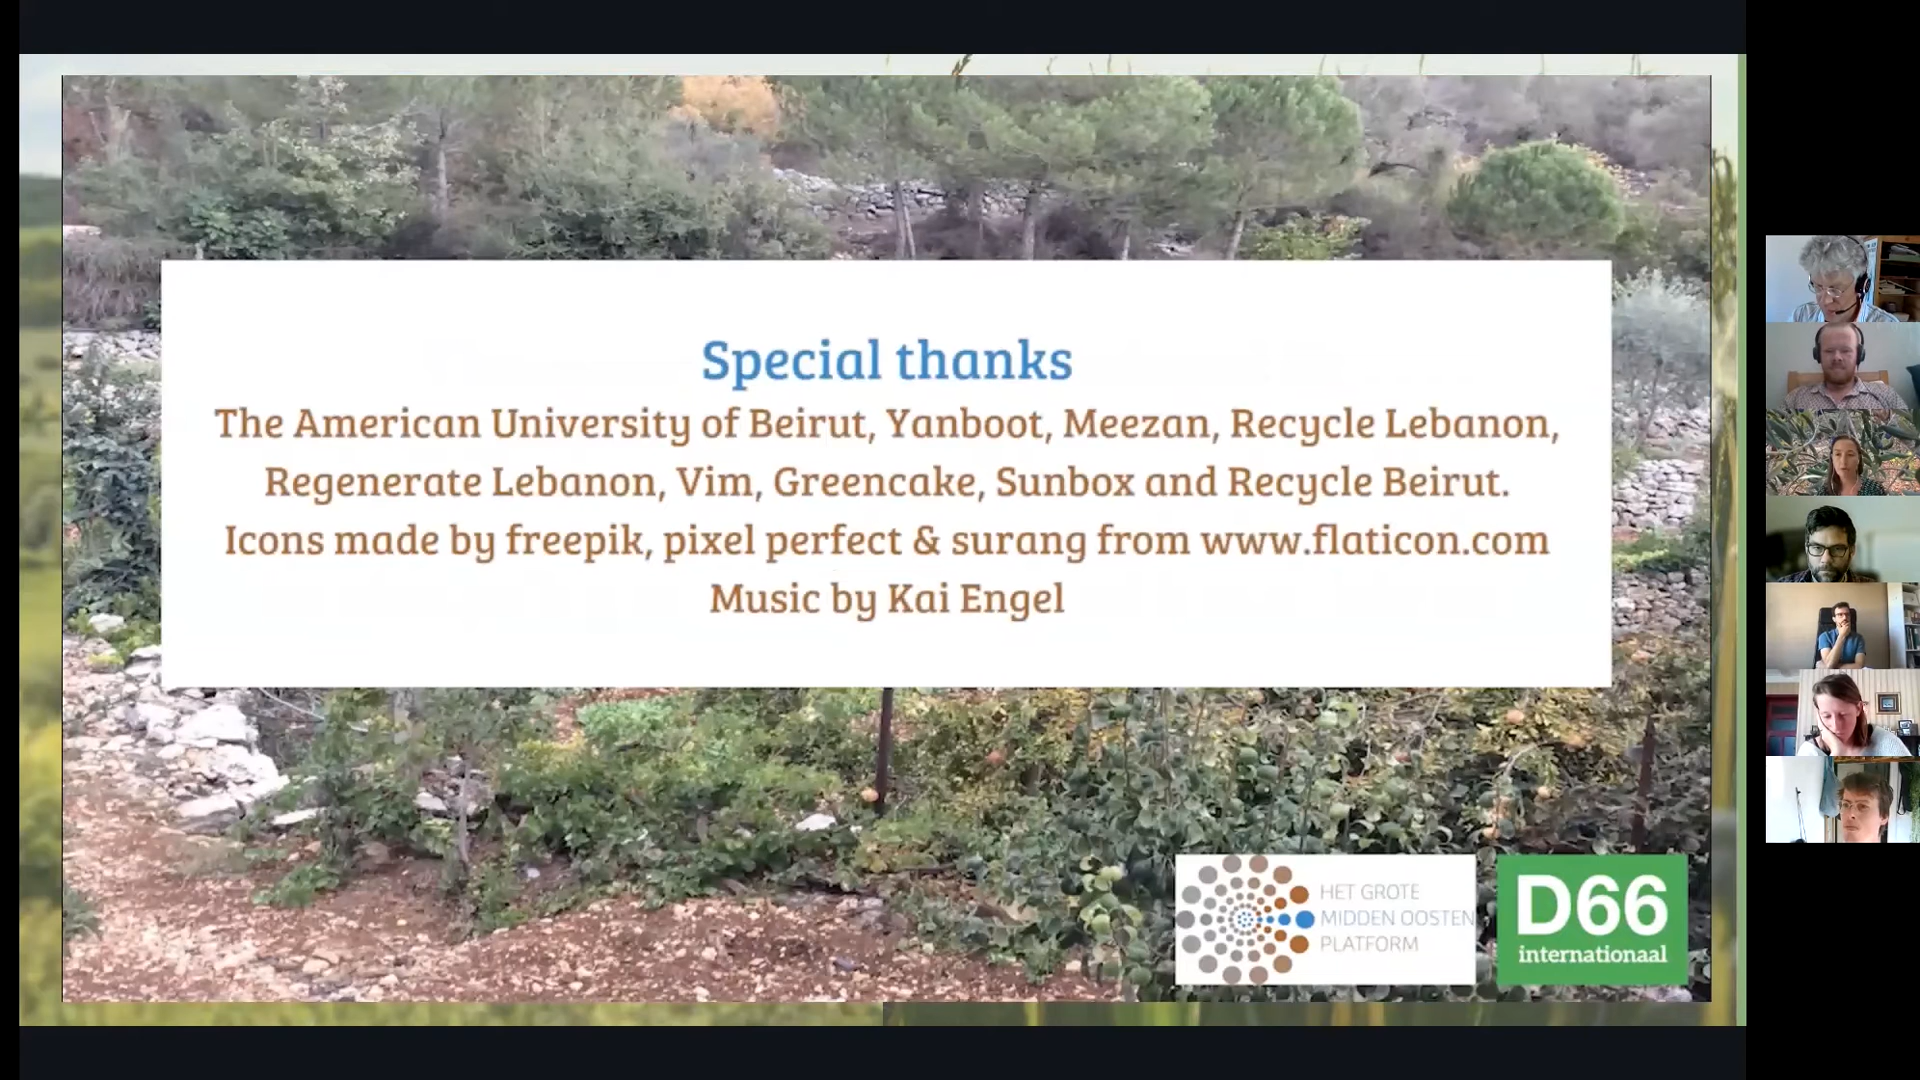 Special thanks
The American University of Beirut, Yanboot, Meezan, Recycle Lebanon,
Regenerate Lebanon, Vim, Greencake, Sunbox and Recycle Beirut.
Icons made by freepik, pixel perfect & surang from www.flaticon.com
Music by Kai Engel
HET GROTE
MIDDEN OOSTEN
PLATFORM
D66
internationaal